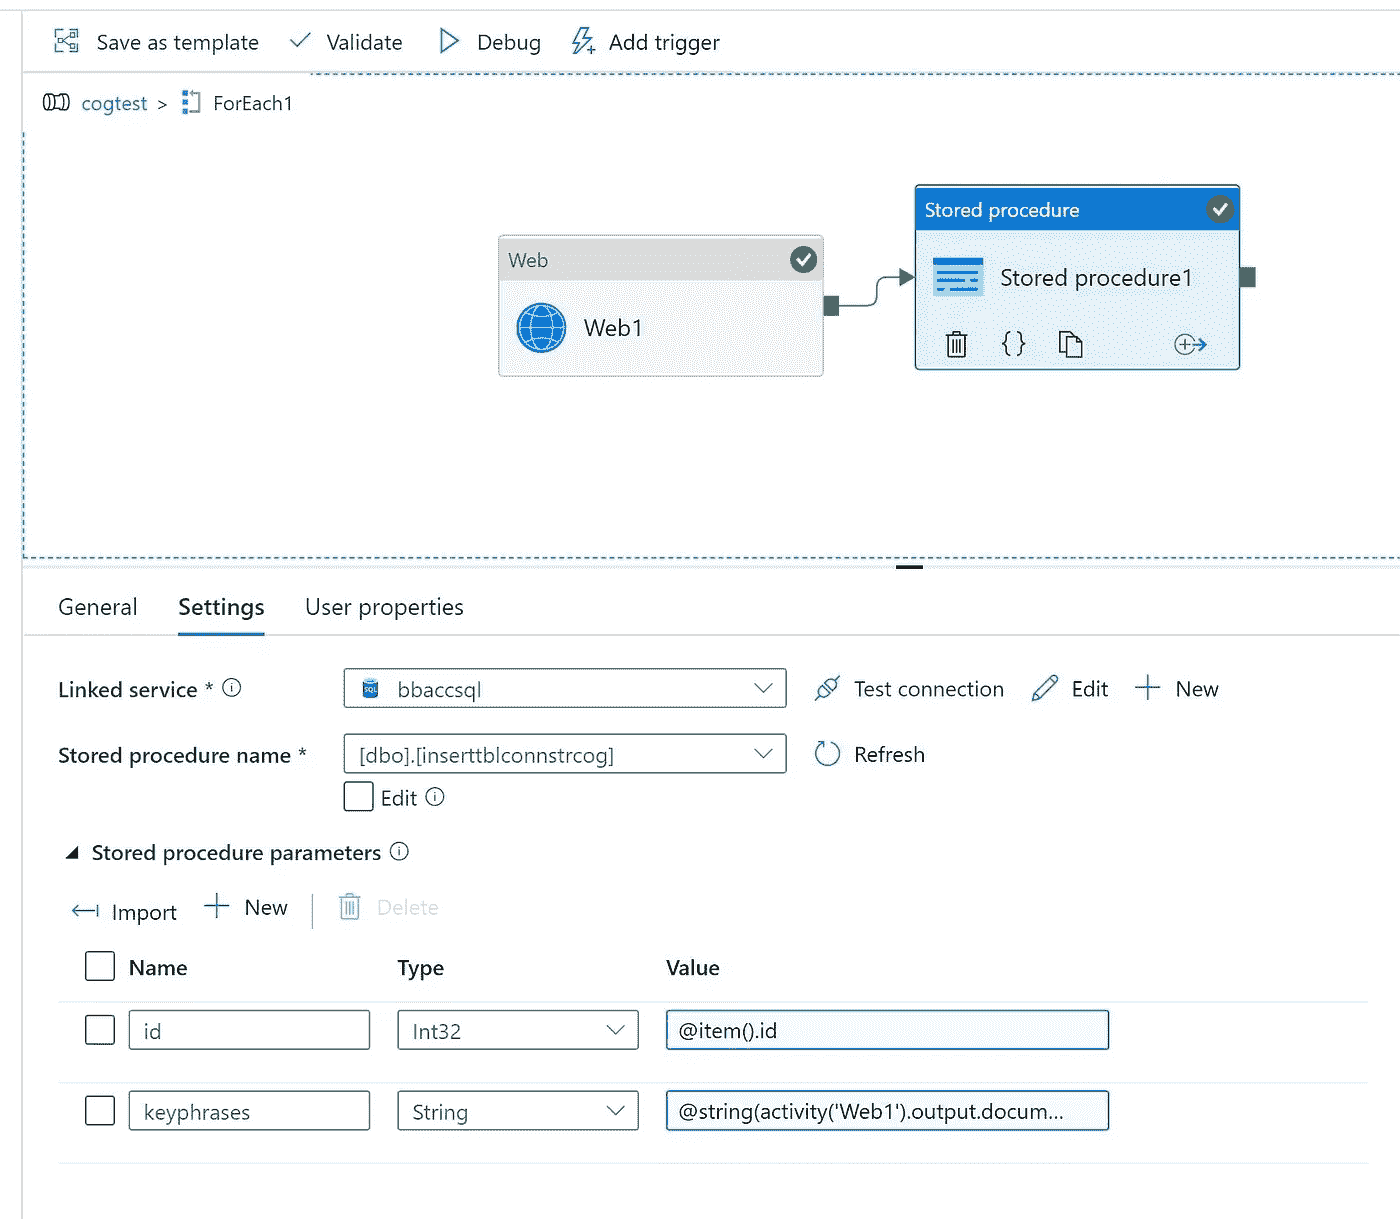 Save as template Validate Debug Add trigger
cogtest > ForEach1
Stored procedure
Web
Stored procedure1
Web1
{}
General Settings User properties
Linked service * bbaccsql Test connection Edit New
Stored procedure name * [dbo].[inserttblconnstrcog] Refresh
Edit
Stored procedure parameters
Import New Delete
Name Type Value
id Int32 @item().id
keyphrases String @string(activity('Web1').output.docum...